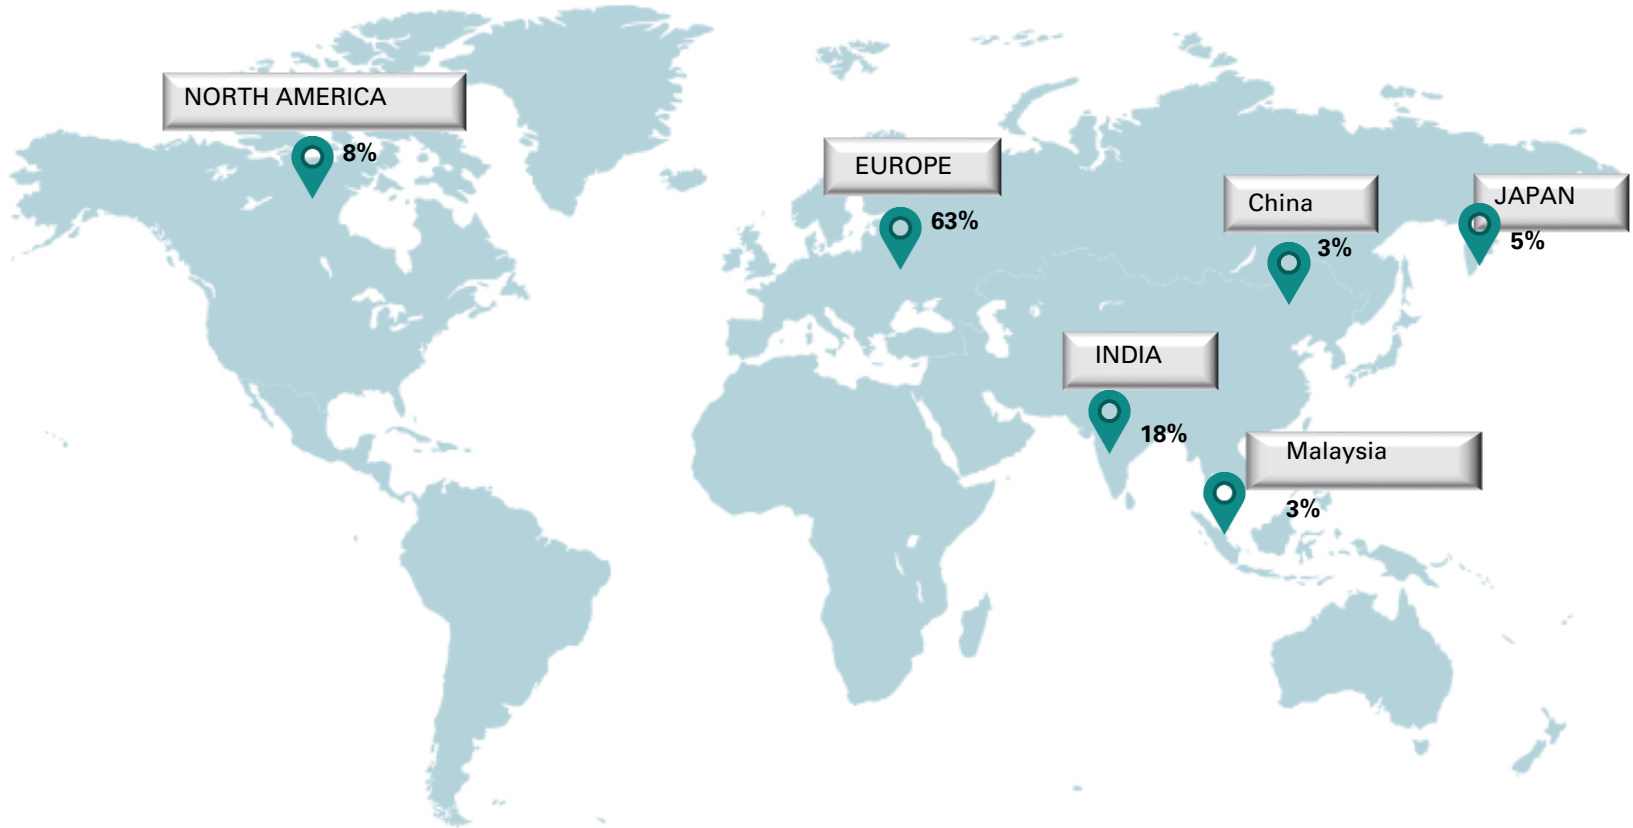 NORTH AMERICA
8%
EUROPE
63%
China
3%
JAPAN
5%
INDIA
18%
Malaysia
3%